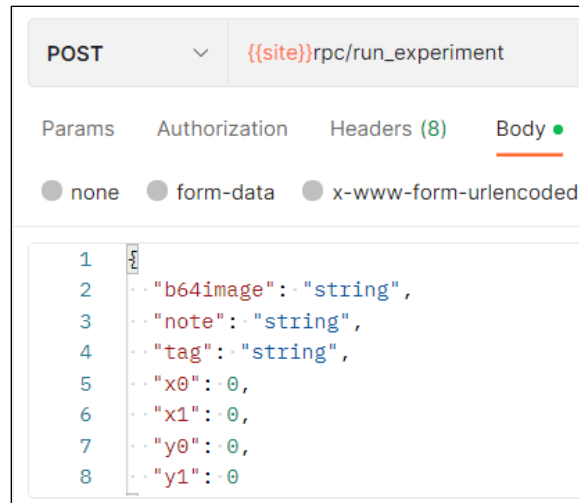 POST {{site}}rpc/run_experiment
Params Authorization Headers (8) Body
none form-data x-www-form-urlencoded
1 {
2 "b64image": "string",
3 "note": "string",
4 "tag": "string",
5 "x0": 0,
6 "x1": 0,
7 "y0": 0,
8 "y1": 0